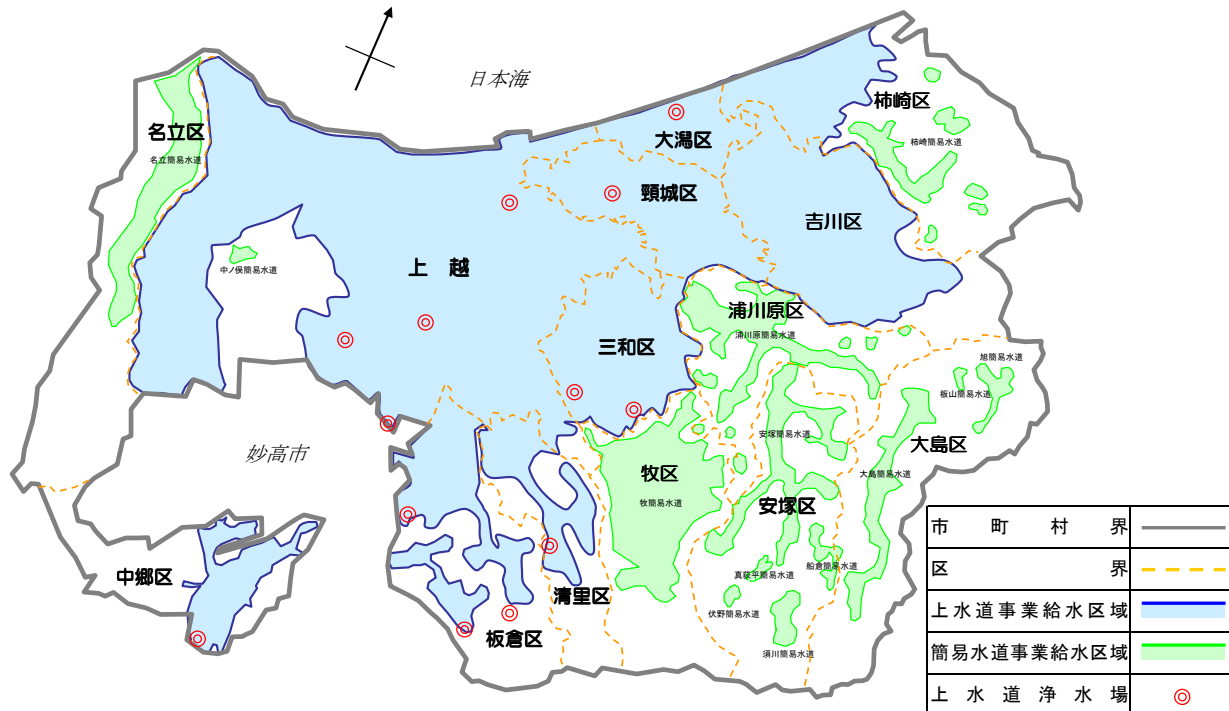 日本海
柿崎区
名立区
大潟区
柿崎簡易水道
名立簡易水道
頸城区
吉川区
上 越
中ノ俣簡易水道
浦川原区
浦川原簡易水道
三和区
旭簡易水道
板山簡易水道
安塚簡易水道
大島区
妙高市
牧区
大島簡易水道
牧簡易水道
安塚区
中郷区
真荻平簡易水道
船倉簡易水道
清里区
伏野簡易水道
板倉区
須川簡易水道
市町村界
区界
上水道事業給水区域
簡易水道事業給水区域
上水道浄水場